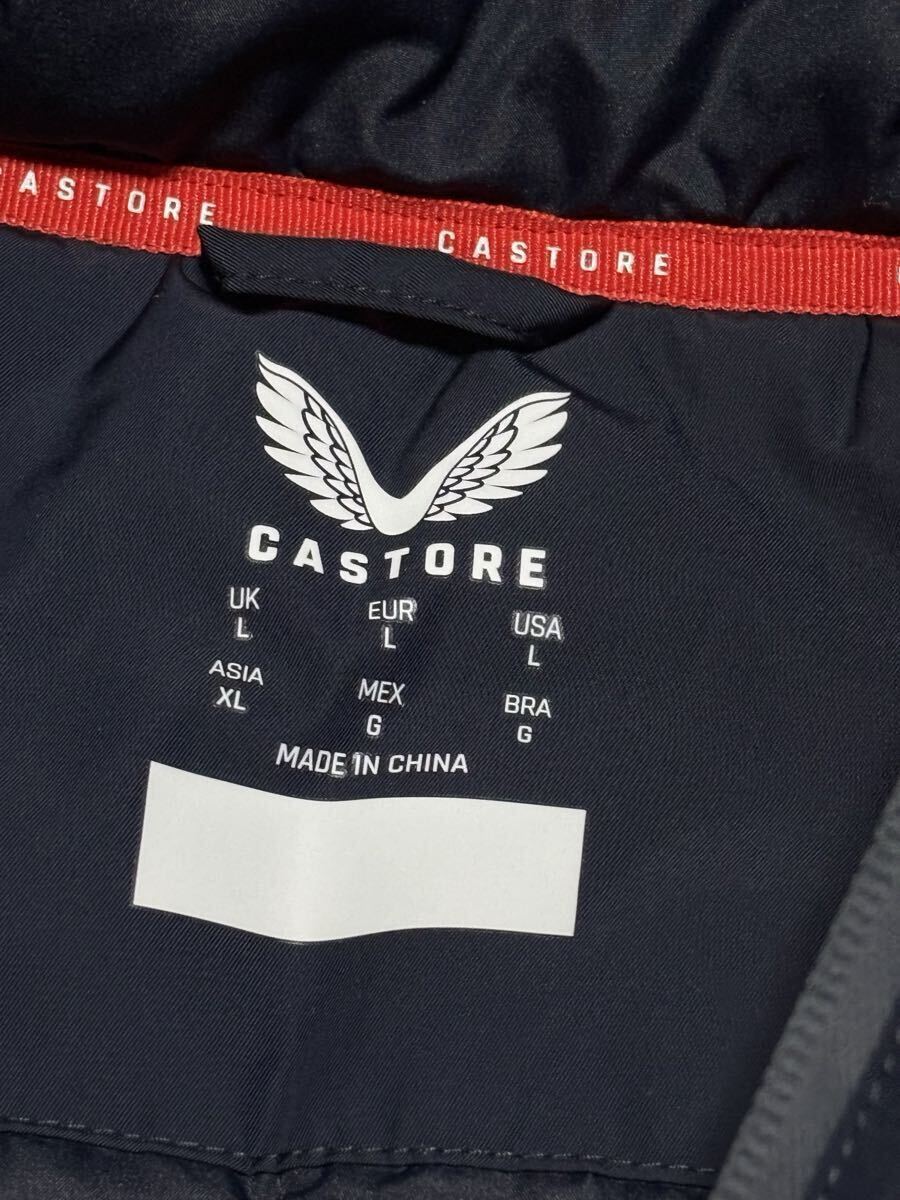 CASTORE CASTORE
CASTORE
UK EUR USA
L L L
ASIA MEX BRA
XL G G
MADE IN CHINA